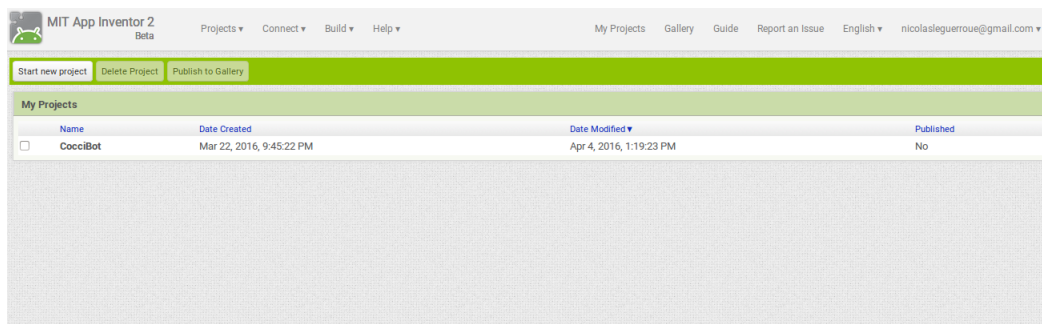 MIT App Inventor 2
Beta
Projects ▾ Connect ▾ Build ▾ Help ▾ My Projects Gallery Guide Report an Issue English ▾ nicolasleguerroue@gmail.com ▾
Start new project Delete Project Publish to Gallery
My Projects
Name Date Created Date Modified ▼ Published
CocciBot Mar 22, 2016, 9:45:22 PM Apr 4, 2016, 1:19:23 PM No